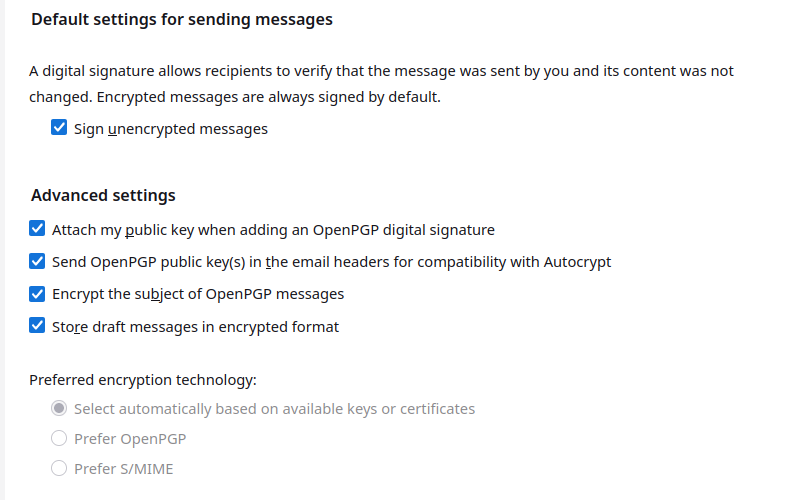 Default settings for sending messages
A digital signature allows recipients to verify that the message was sent by you and its content was not
changed. Encrypted messages are always signed by default.
Sign unencrypted messages
Advanced settings
Attach my public key when adding an OpenPGP digital signature
Send OpenPGP public key(s) in the email headers for compatibility with Autocrypt
Encrypt the subject of OpenPGP messages
Store draft messages in encrypted format
Preferred encryption technology:
Select automatically based on available keys or certificates
Prefer OpenPGP
Prefer S/MIME